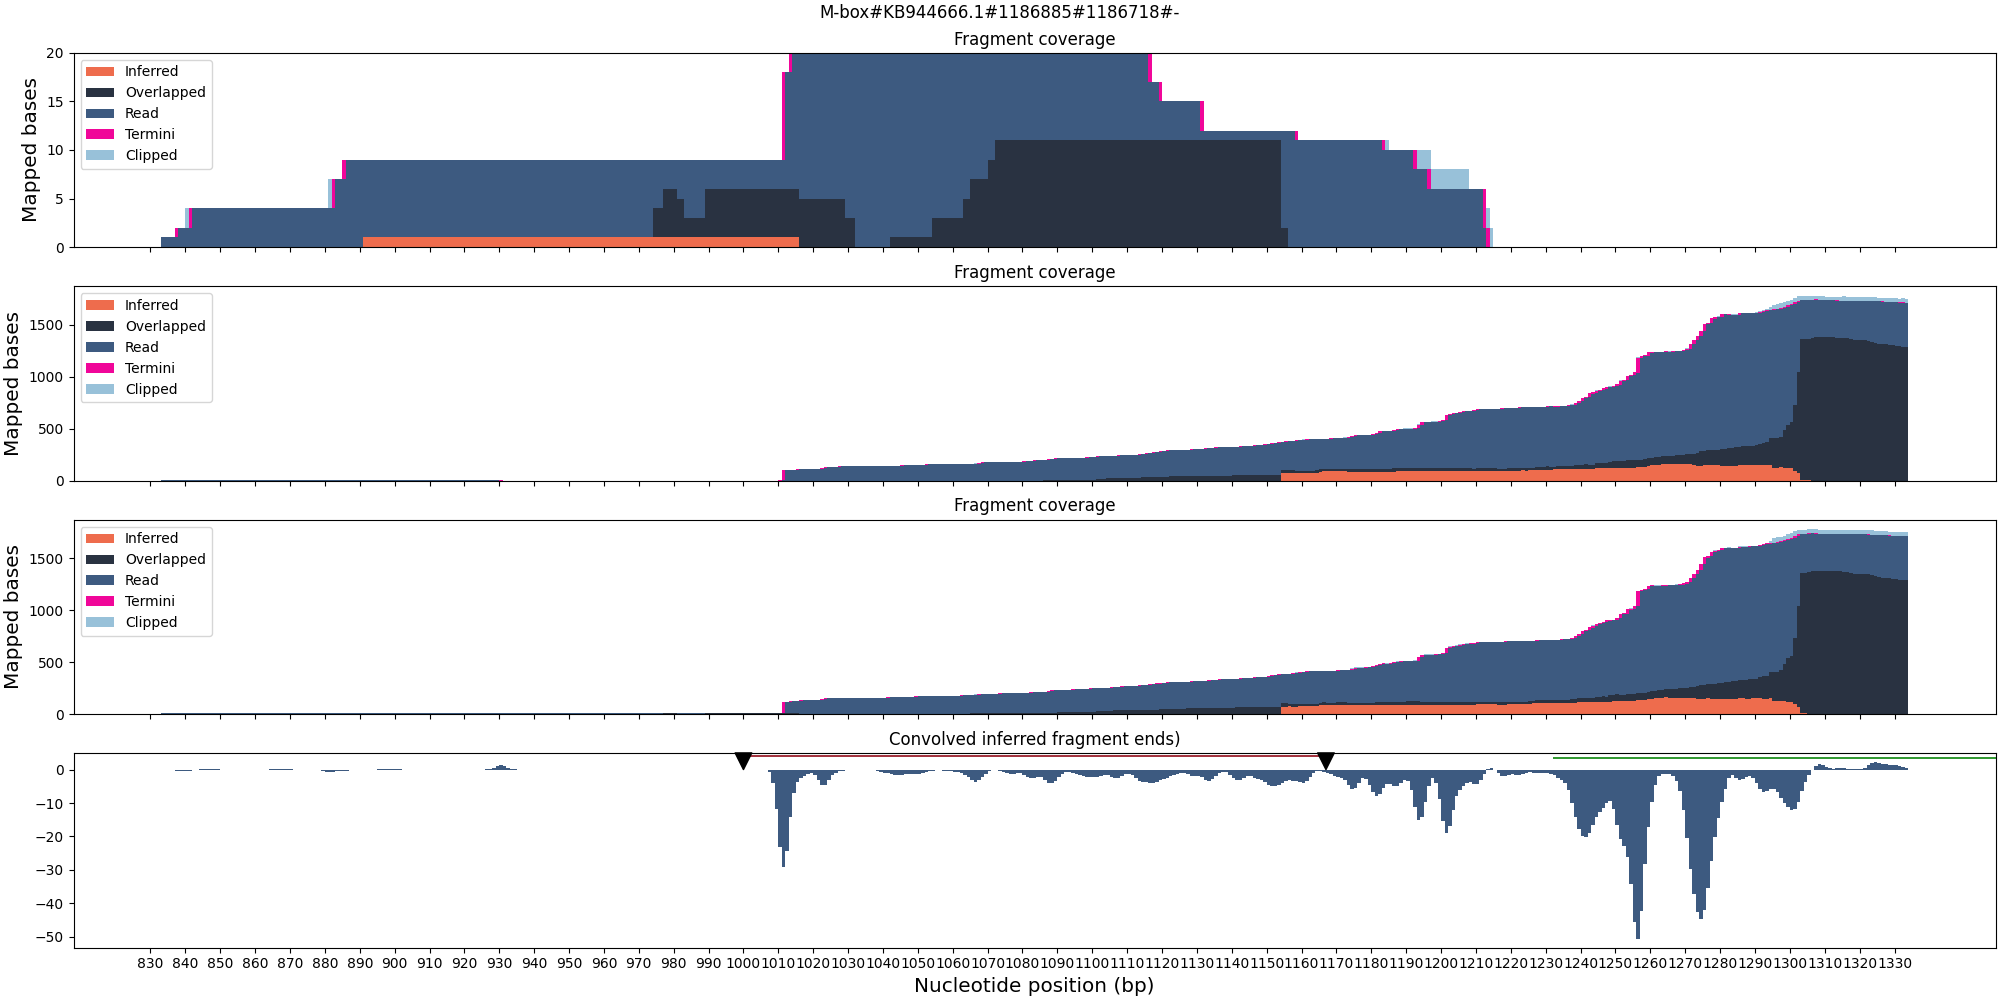 M-box#KB944666.1#1186885#1186718#-
Fragment coverage
Mapped bases
20
15
10
5
0
Inferred
Overlapped
Read
Termini
Clipped
Fragment coverage
Mapped bases
1500
1000
500
0
Inferred
Overlapped
Read
Termini
Clipped
Fragment coverage
Mapped bases
1500
1000
500
0
Inferred
Overlapped
Read
Termini
Clipped
Convolved inferred fragment ends)
0
−10
−20
−30
−40
−50
830 840 850 860 870 880 890 900 910 920 930 940 950 960 970 980 990 1000 1010 1020 1030 1040 1050 1060 1070 1080 1090 1100 1110 1120 1130 1140 1150 1160 1170 1180 1190 1200 1210 1220 1230 1240 1250 1260 1270 1280 1290 1300 1310 1320 1330
Nucleotide position (bp)